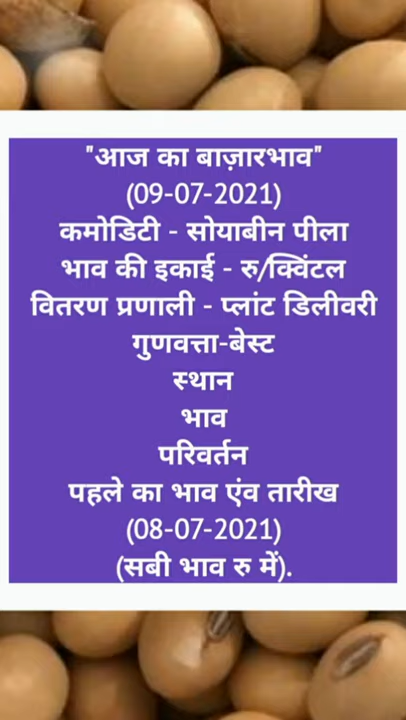 "आज का बाज़ारभाव"
(09-07-2021)
कमोडिटी - सोयाबीन पीला
भाव की इकाई - रु/क्विंटल
वितरण प्रणाली - प्लांट डिलीवरी
गुणवत्ता-बेस्ट
स्थान
भाव
परिवर्तन
पहले का भाव एंव तारीख
(08-07-2021)
(सबी भाव रु में).